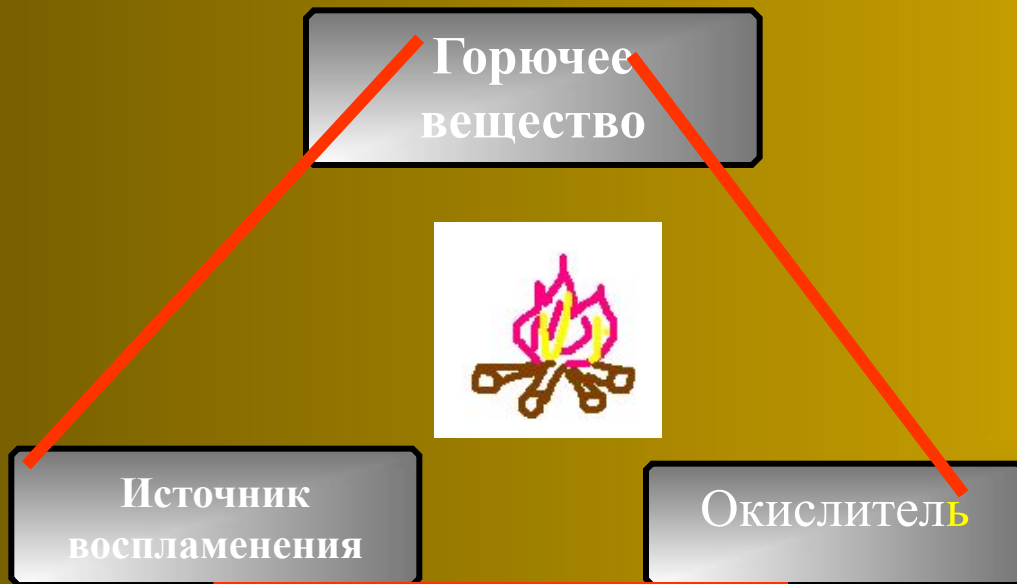 Горючее
вещество
Источник
воспламенения
Окислитель